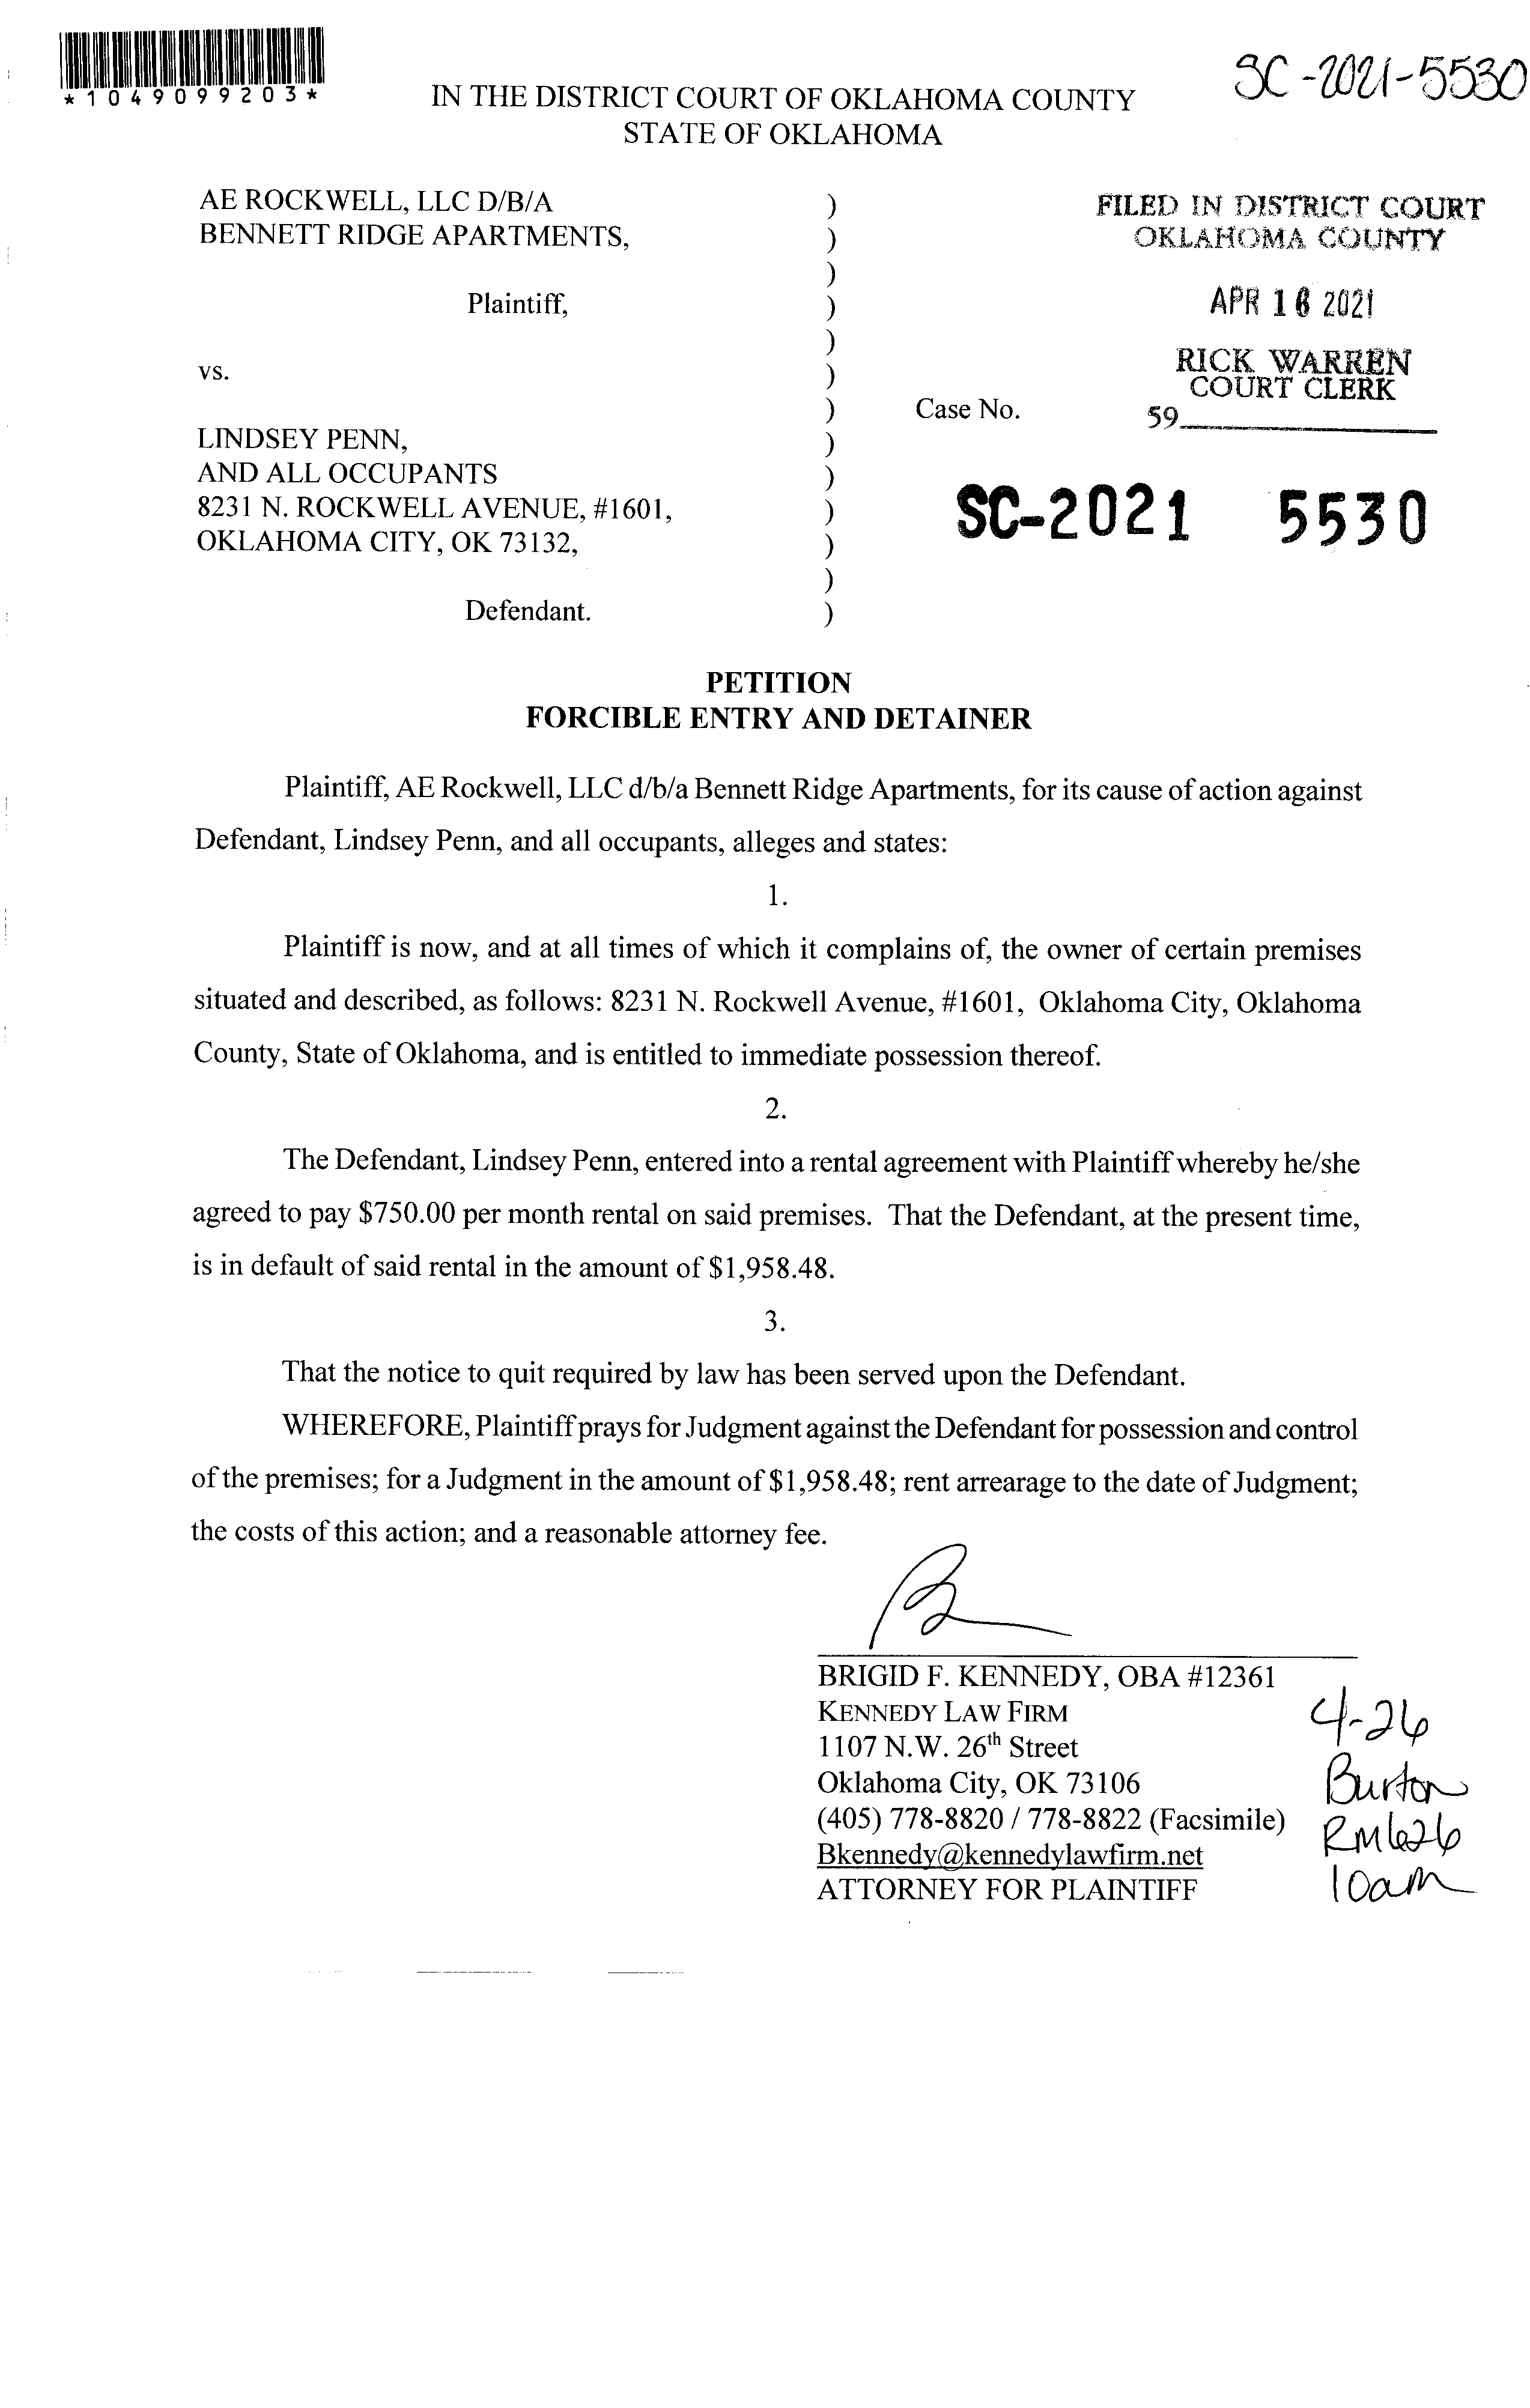 *1049099203*
SC-2021-5530
IN THE DISTRICT COURT OF OKLAHOMA COUNTY
STATE OF OKLAHOMA
AE ROCKWELL, LLC D/B/A )
BENNETT RIDGE APARTMENTS, )
)
Plaintiff, )
)
vs. )
)
LINDSEY PENN, )
AND ALL OCCUPANTS )
8231 N. ROCKWELL AVENUE, #1601, )
OKLAHOMA CITY, OK 73132, )
)
Defendant. )
FILED IN DISTRICT COURT
OKLAHOMA COUNTY
APR 16 2021
RICK WARREN
COURT CLERK
Case No. 59
SC-2021 5530
PETITION
FORCIBLE ENTRY AND DETAINER
Plaintiff, AE Rockwell, LLC d/b/a Bennett Ridge Apartments, for its cause of action against
Defendant, Lindsey Penn, and all occupants, alleges and states:
1.
Plaintiff is now, and at all times of which it complains of, the owner of certain premises
situated and described, as follows: 8231 N. Rockwell Avenue, #1601, Oklahoma City, Oklahoma
County, State of Oklahoma, and is entitled to immediate possession thereof.
2.
The Defendant, Lindsey Penn, entered into a rental agreement with Plaintiff whereby he/she
agreed to pay $750.00 per month rental on said premises. That the Defendant, at the present time,
is in default of said rental in the amount of $1,958.48.
3.
That the notice to quit required by law has been served upon the Defendant.
WHEREFORE, Plaintiff prays for Judgment against the Defendant for possession and control
of the premises; for a Judgment in the amount of $1,958.48; rent arrearage to the date of Judgment;
the costs of this action; and a reasonable attorney fee.
BRIGID F. KENNEDY, OBA #12361
KENNEDY LAW FIRM
1107 N.W. 26th Street
Oklahoma City, OK 73106
(405) 778-8820 / 778-8822 (Facsimile)
Bkennedy@kennedylawfirm.net
ATTORNEY FOR PLAINTIFF
4-26
Burton
RM626
10am